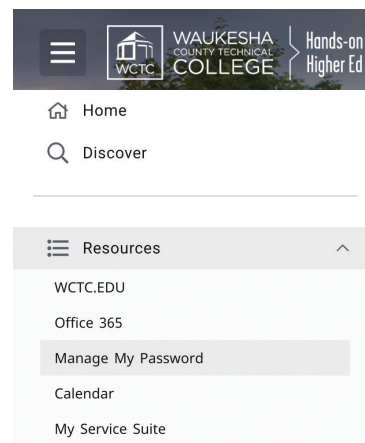 WCTC
WAUKESHA
COUNTY TECHNICAL
COLLEGE
Hands-on
Higher Ed
Home
Discover
Resources
WCTC.EDU
Office 365
Manage My Password
Calendar
My Service Suite